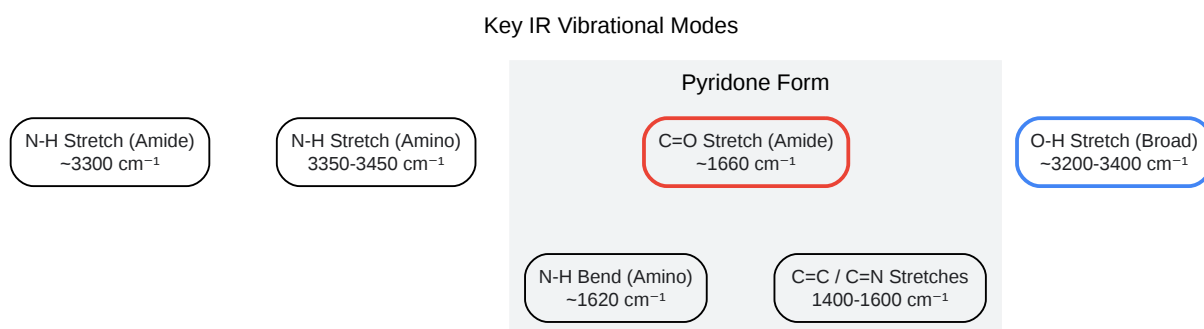 Key IR Vibrational Modes
Pyridone Form
N-H Stretch (Amide)
~3300 cm⁻¹
N-H Stretch (Amino)
3350-3450 cm⁻¹
C=O Stretch (Amide)
~1660 cm⁻¹
O-H Stretch (Broad)
~3200-3400 cm⁻¹
N-H Bend (Amino)
~1620 cm⁻¹
C=C / C=N Stretches
1400-1600 cm⁻¹